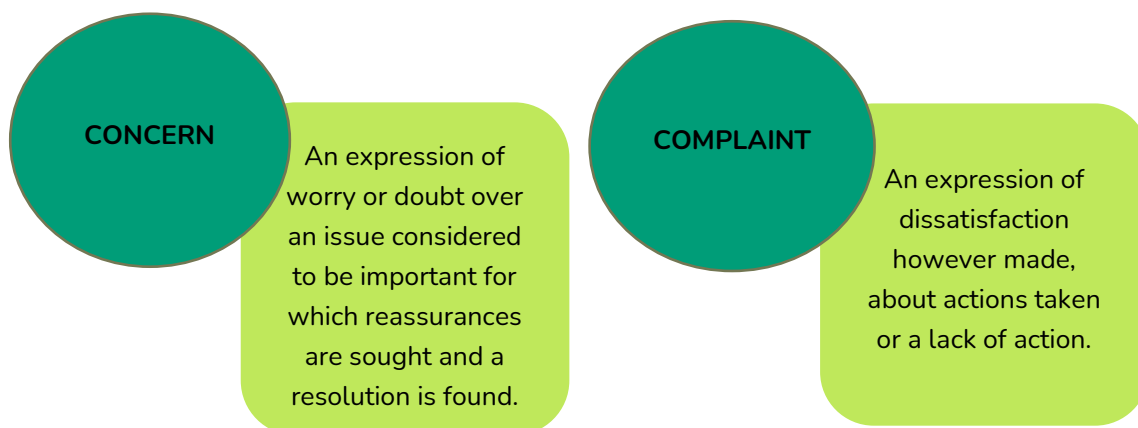 CONCERN
An expression of
worry or doubt over
an issue considered
to be important for
which reassurances
are sought and a
resolution is found.
COMPLAINT
An expression of
dissatisfaction
however made,
about actions taken
or a lack of action.